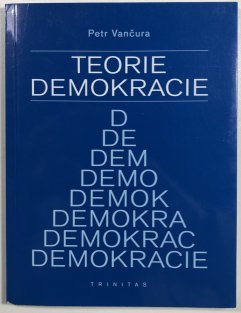 Petr Vančura
TEORIE
DEMOKRACIE
D
DE
DEM
DEMO
DEMOK
DEMOKRA
DEMOKRAC
DEMOKRACIE
TRINITAS